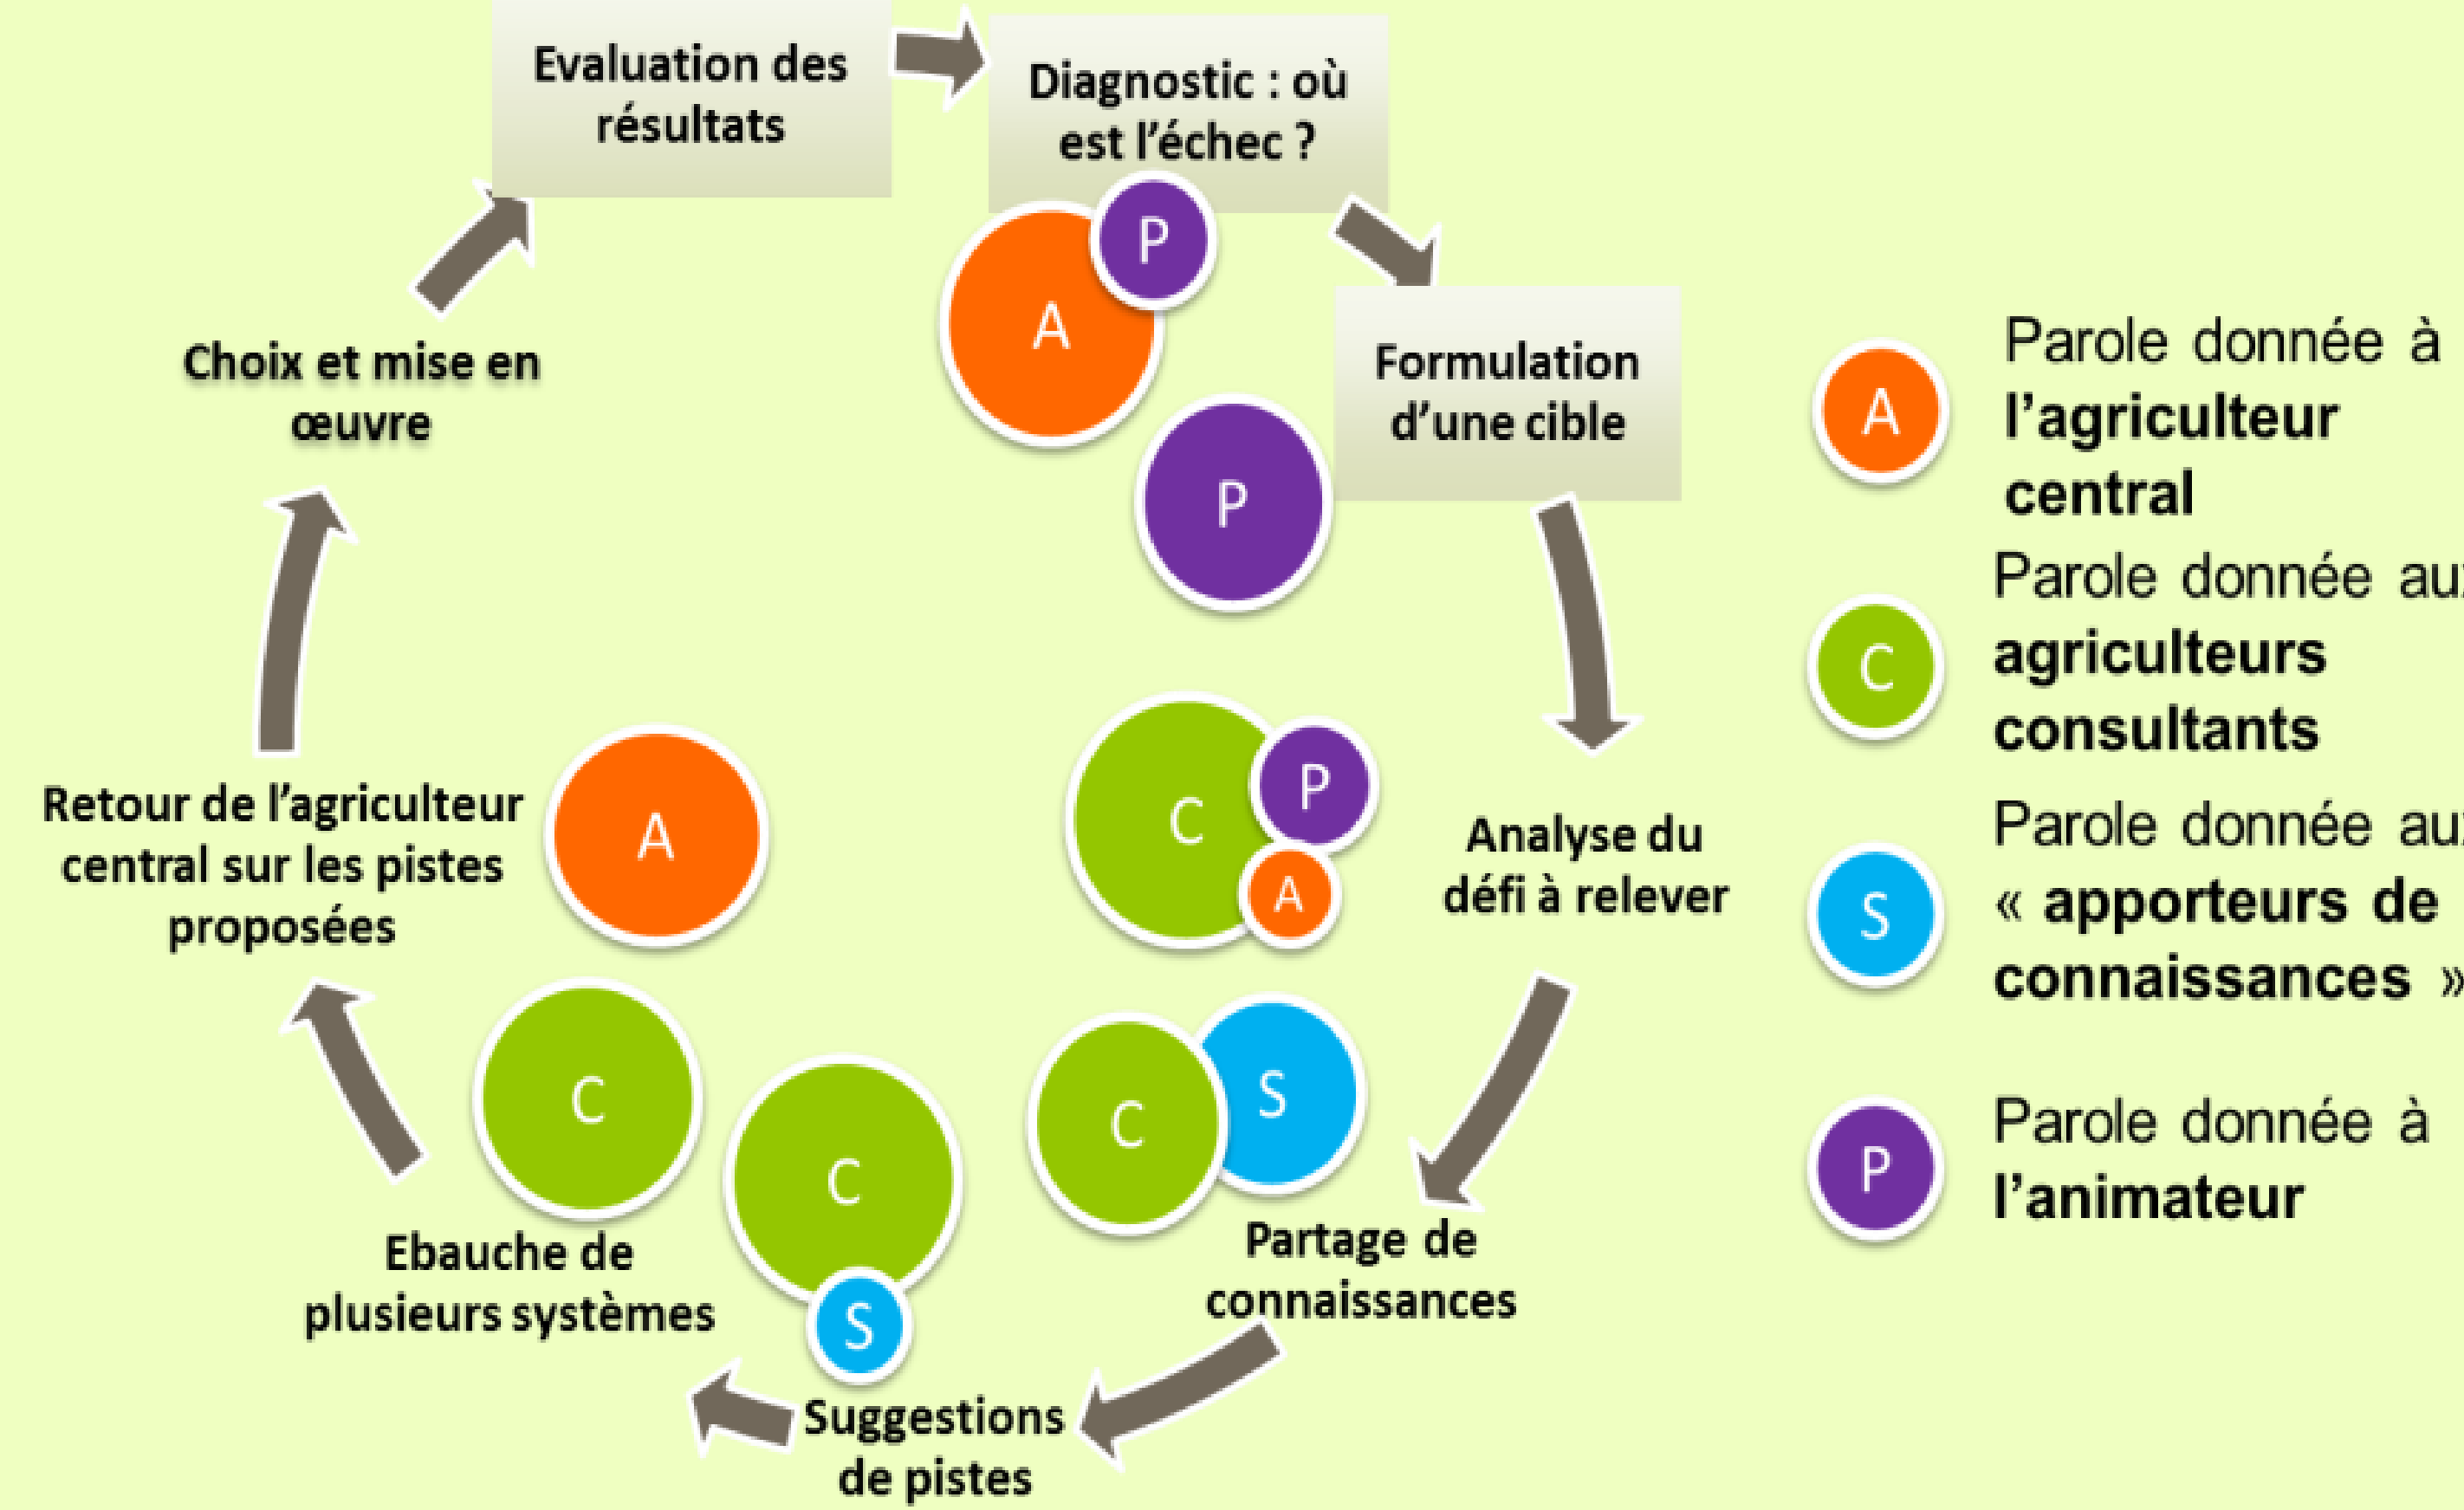 Evaluation des
résultats
Diagnostic : où
est l'échec ?
P
A
Formulation
d'une cible
P
Choix et mise en
œuvre
C
P
A
Analyse du
défi à relever
Retour de l'agriculteur
central sur les pistes
proposées
A
C
S
Partage de
connaissances
C
S
Suggestions
de pistes
C
Ebauche de
plusieurs systèmes
A
Parole donnée à
l'agriculteur
central
C
Parole donnée aux
agriculteurs
consultants
S
Parole donnée aux
« apporteurs de
connaissances »
P
Parole donnée à
l'animateur